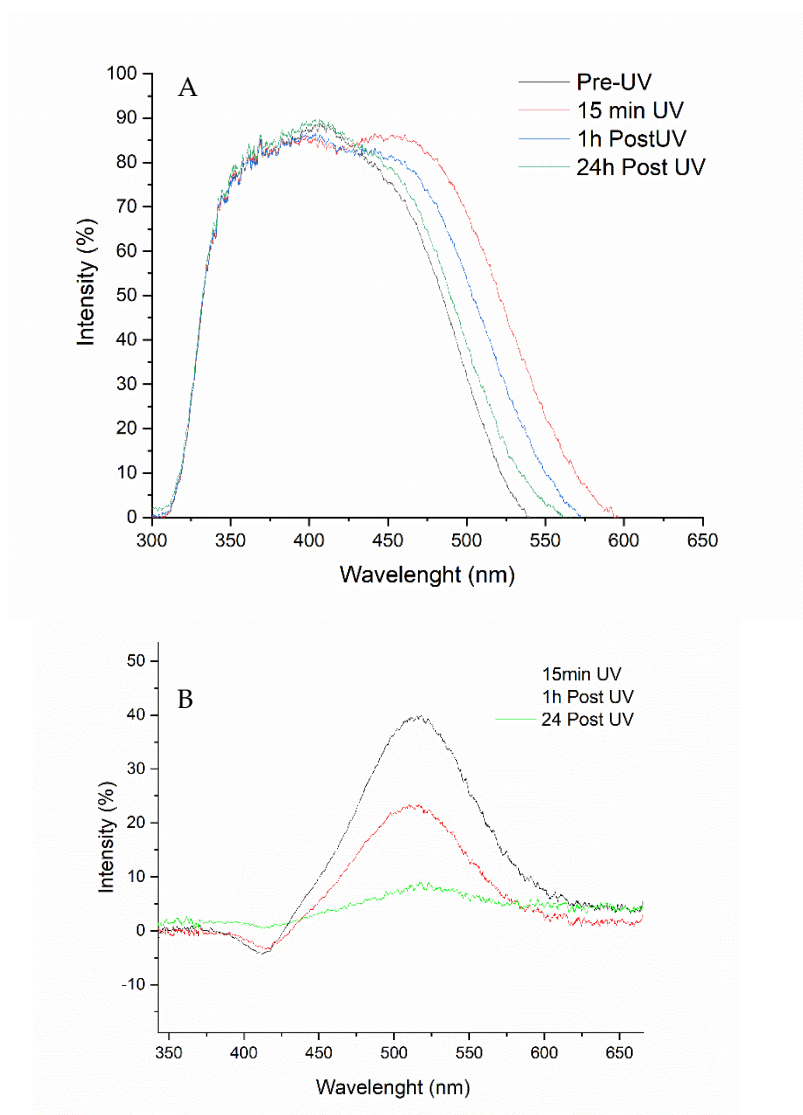 A
Pre-UV
15 min UV
1h PostUV
24h Post UV
100
90
80
70
60
50
40
30
20
10
0
Intensity (%)
300 350 400 450 500 550 600 650
Wavelenght (nm)
B
15min UV
1h Post UV
24 Post UV
50
40
30
20
10
0
-10
Intensity (%)
350 400 450 500 550 600 650
Wavelenght (nm)